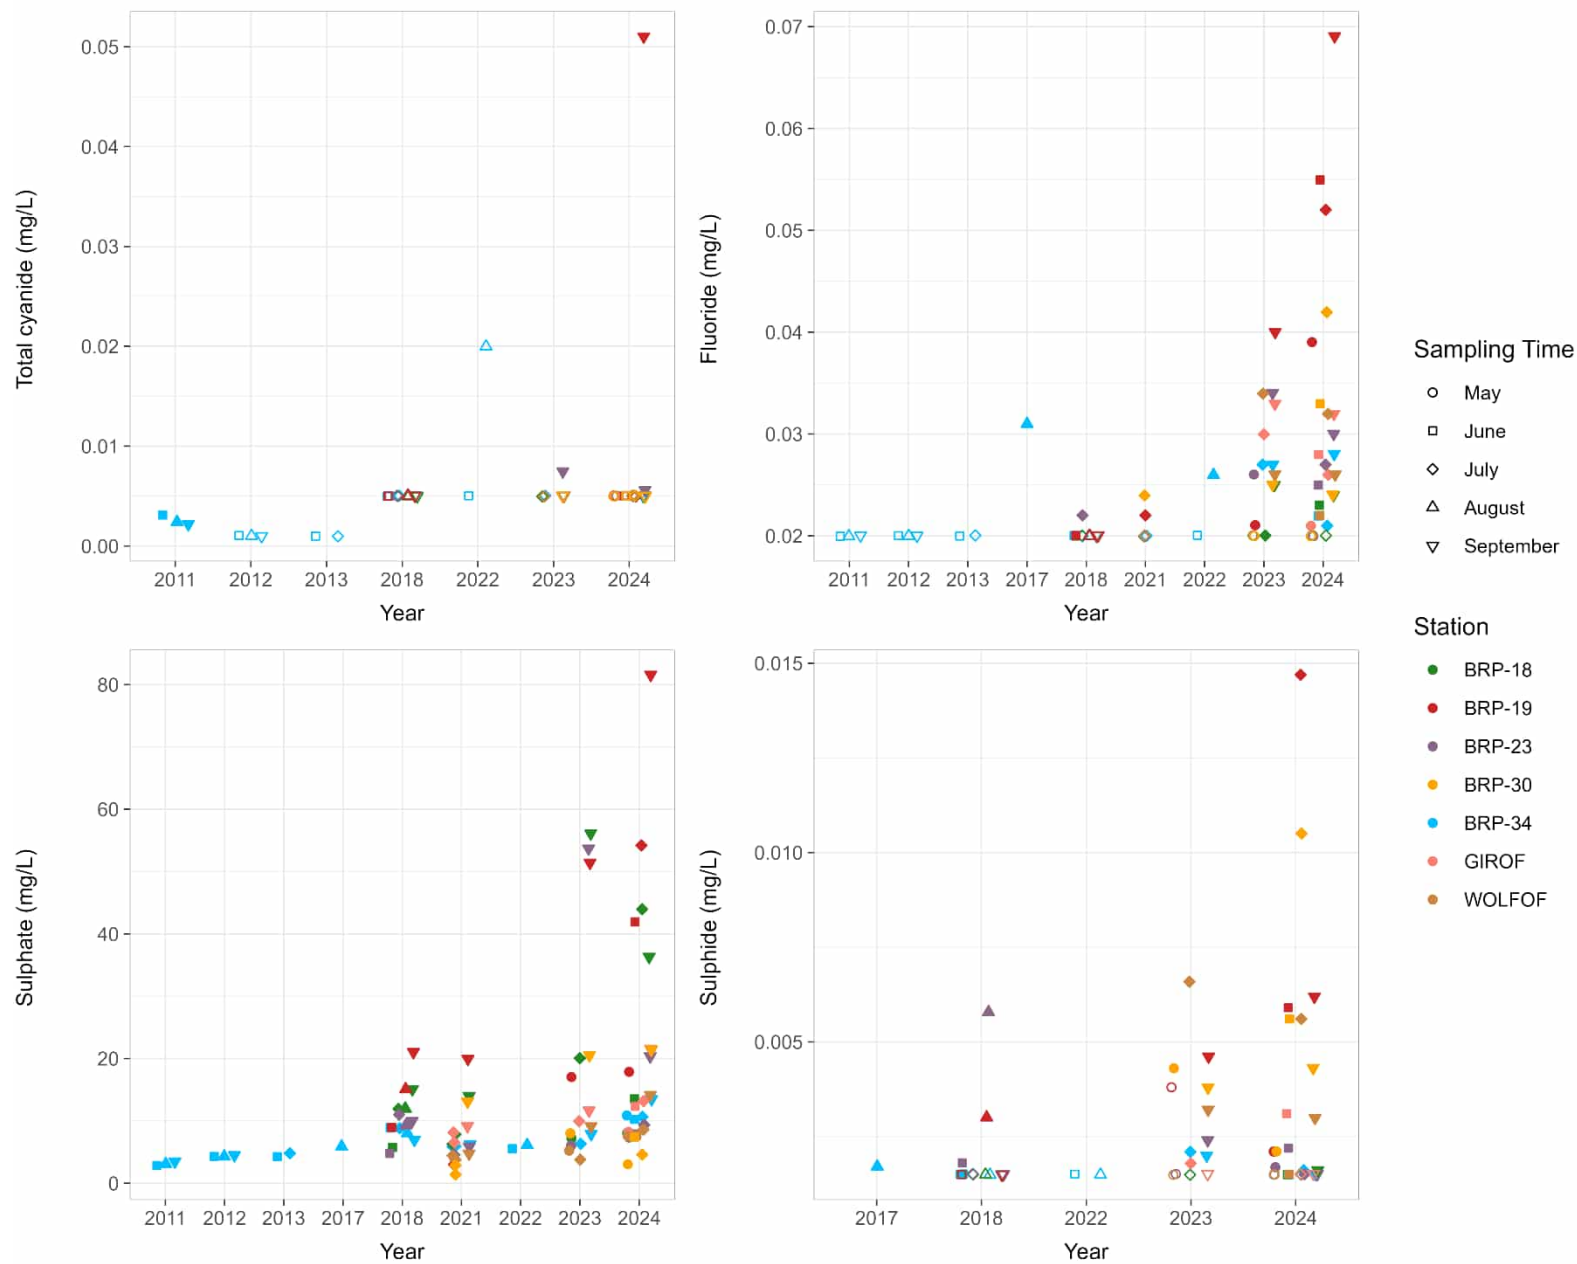 Total cyanide (mg/L)
0.05
0.04
0.03
0.02
0.01
0.00
2011 2012 2013 2018 2022 2023 2024
Year
Fluoride (mg/L)
0.07
0.06
0.05
0.04
0.03
0.02
2011 2012 2013 2017 2018 2021 2022 2023 2024
Year
Sulphate (mg/L)
80
60
40
20
0
2011 2012 2013 2017 2018 2021 2022 2023 2024
Year
Sulphide (mg/L)
0.015
0.010
0.005
2017 2018 2022 2023 2024
Year
Sampling Time
May
June
July
August
September
Station
BRP-18
BRP-19
BRP-23
BRP-30
BRP-34
GIROF
WOLFOF